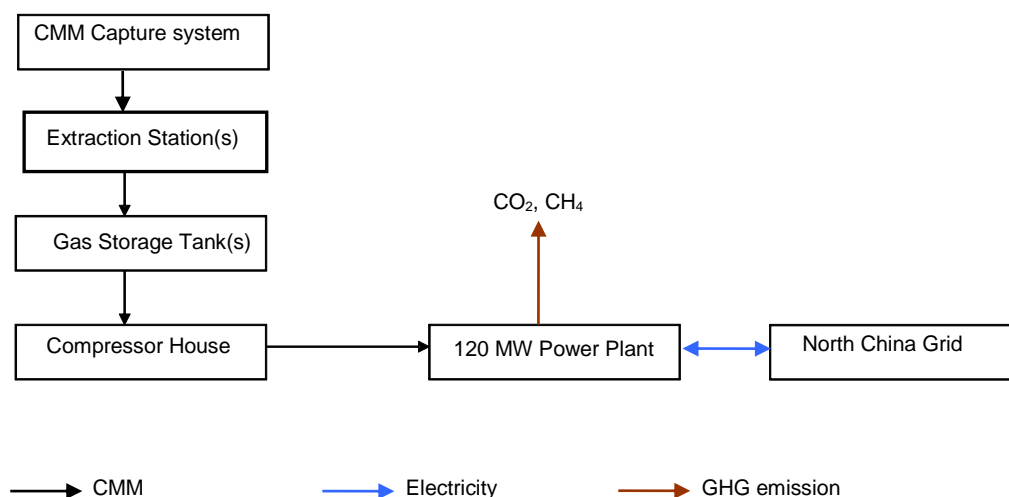 CMM Capture system
Extraction Station(s)
CO₂, CH₄
Gas Storage Tank(s)
Compressor House
120 MW Power Plant
North China Grid
CMM
Electricity
GHG emission